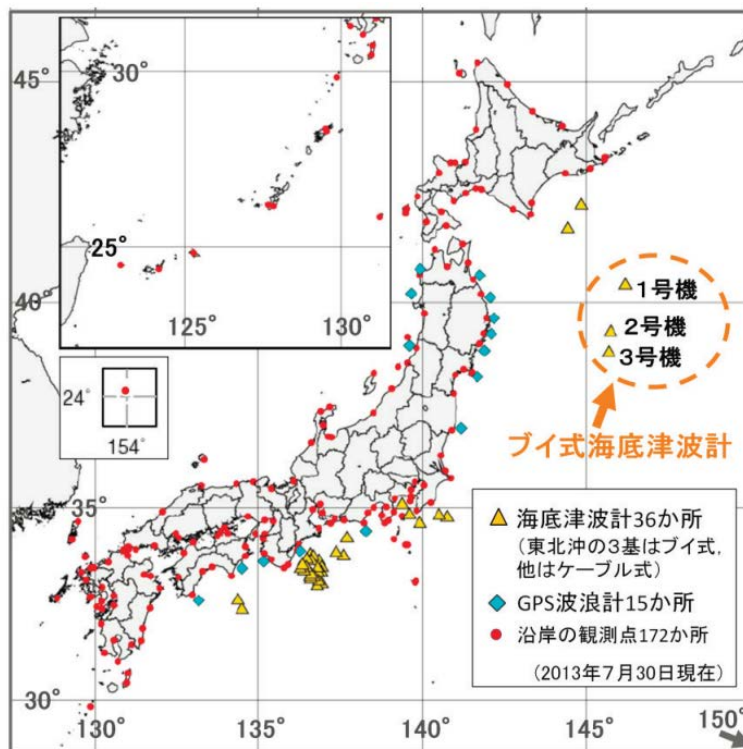 30°
25°
125°
130°
24°
154°
45°
40°
35°
30°
130°
135°
140°
145°
150°
1号機
2号機
3号機
ブイ式海底津波計
海底津波計36か所
(東北沖の3基はブイ式,
他はケーブル式)
GPS波浪計15か所
沿岸の観測点172か所
(2013年7月30日現在)